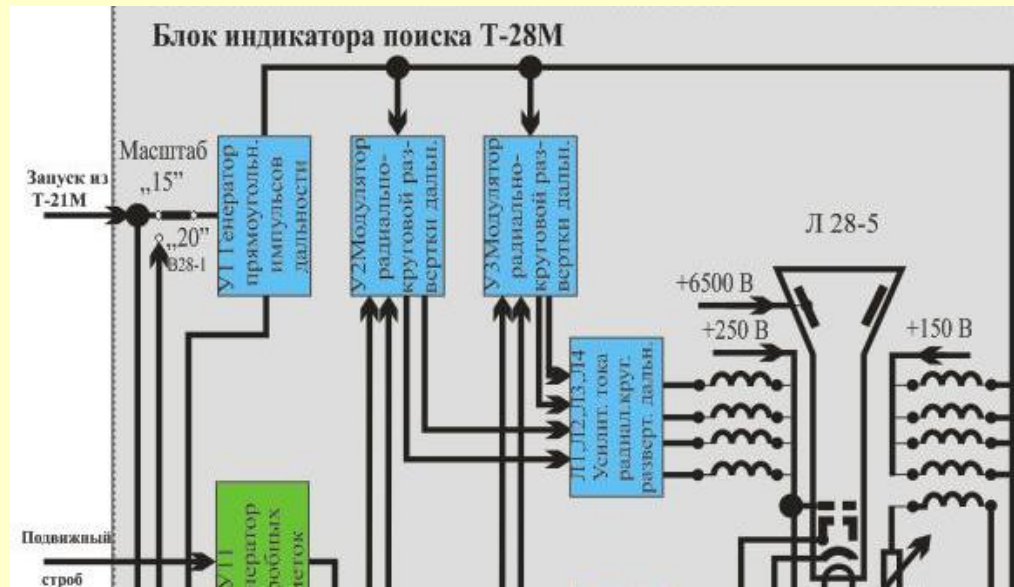 Блок индикатора поиска Т-28М
Масштаб
„15”
Запуск из
Т-21М
„20”
В28-1
У1 Генератор
прямоугольн.
импульсов
дальности
У2Модулятор
радиально-
круговой раз-
вертки дальн.
У3Модулятор
радиально-
круговой раз-
вертки дальн.
Л 28-5
+6500 В
+250 В
+150 В
Л1,Л2,Л3,Л4
Усилит. тока
радиал.круг.
разверт. дальн.
Подвижный
строб
У11